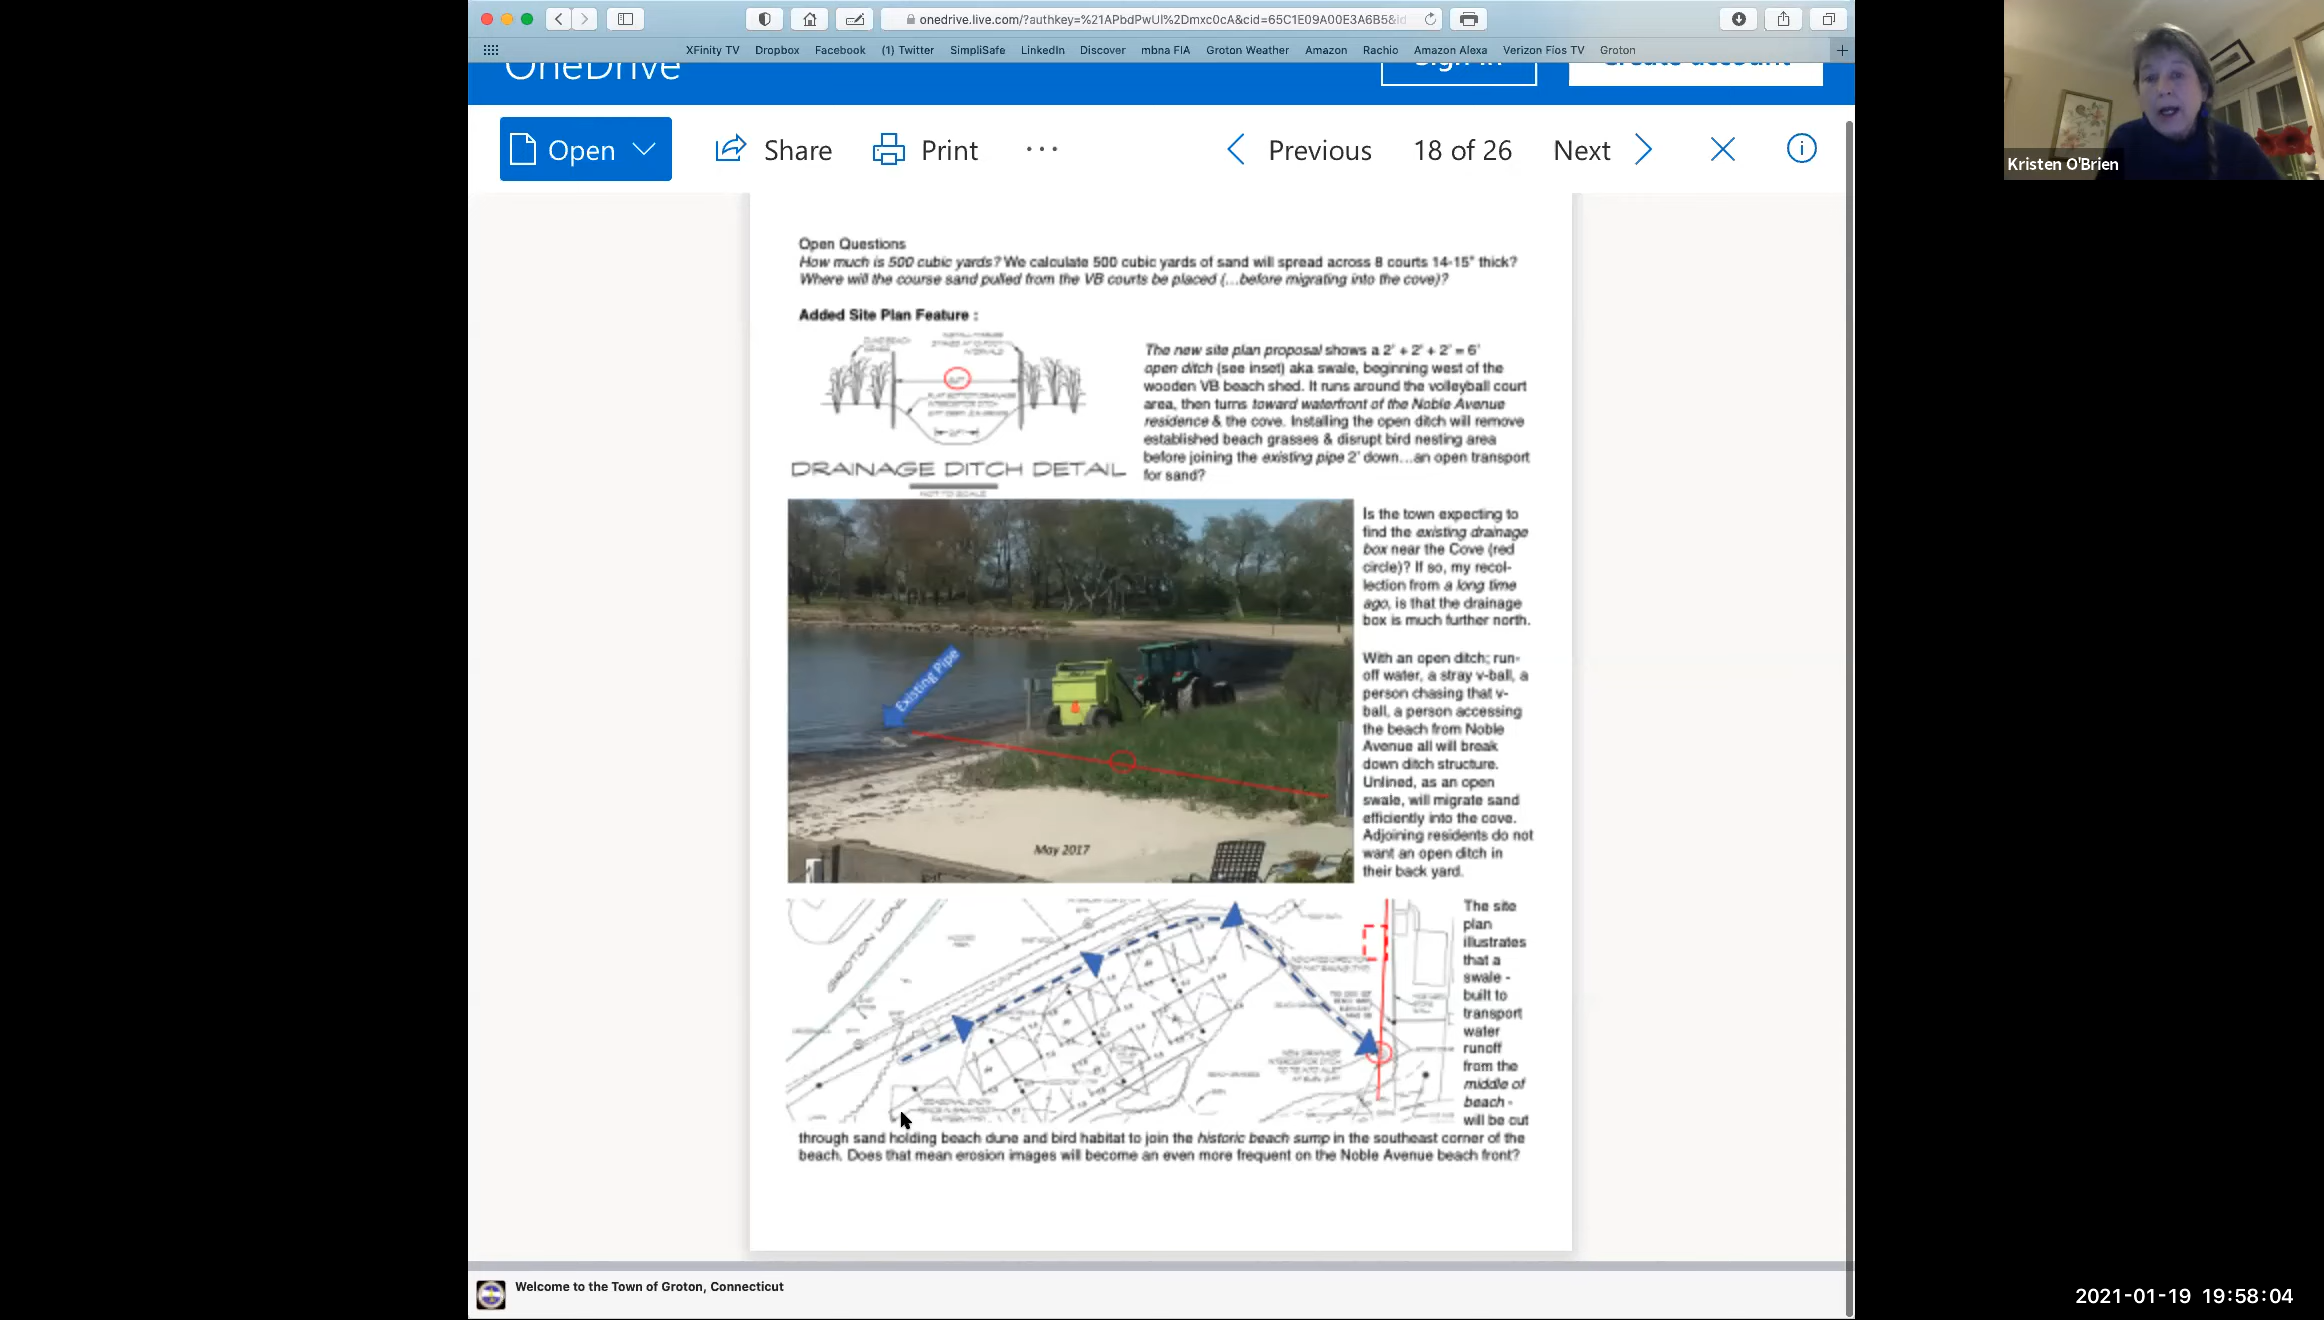 onedrive.live.com/?authkey=%21APbdPwUI%2Dmxc0cA&cid=65C1E09A00E3A6B5&id
XFinity TV Dropbox Facebook (1) Twitter SimpliSafe LinkedIn Discover mbna FIA Groton Weather Amazon Rachio Amazon Alexa Verizon Fios TV Groton
OneDrive Sign in Create account
Open Share Print ··· Previous 18 of 26 Next
Kristen O'Brien
Open Questions
How much is 500 cubic yards? We calculate 500 cubic yards of sand will spread across 8 courts 14-15" thick?
Where will the course sand pulled from the VB courts be placed (...before migrating into the cove)?
Added Site Plan Feature :
DRAINAGE DITCH DETAIL
NOT TO SCALE
The new site plan proposal shows a 2' + 2' + 2' = 6'
open ditch (see inset) aka swale, beginning west of the
wooden VB beach shed. It runs around the volleyball court
area, then turns toward waterfront of the Noble Avenue
residence & the cove. Installing the open ditch will remove
established beach grasses & disrupt bird nesting area
before joining the existing pipe 2' down...an open transport
for sand?
Existing Pipe
May 2017
Is the town expecting to
find the existing drainage
box near the Cove (red
circle)? If so, my recol-
lection from a long time
ago, is that the drainage
box is much further north.
With an open ditch; run-
off water, a stray v-ball, a
person chasing that v-
ball, a person accessing
the beach from Noble
Avenue all will break
down ditch structure.
Unlined, as an open
swale, will migrate sand
efficiently into the cove.
Adjoining residents do not
want an open ditch in
their back yard.
The site
plan
illustrates
that a
swale -
built to
transport
water
runoff
from the
middle of
beach -
will be cut
through sand holding beach dune and bird habitat to join the historic beach sump in the southeast corner of the
beach. Does that mean erosion images will become an even more frequent on the Noble Avenue beach front?
Welcome to the Town of Groton, Connecticut
2021-01-19 19:58:04